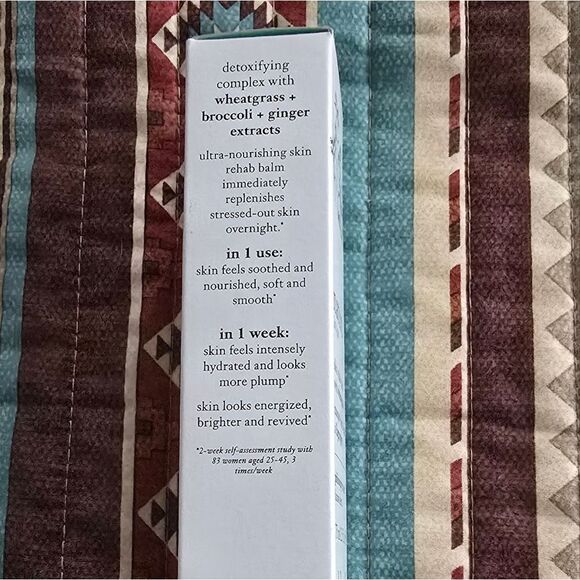 detoxifying
complex with
wheatgrass +
broccoli + ginger
extracts
ultra-nourishing skin
rehab balm
immediately
replenishes
stressed-out skin
overnight.*
in 1 use:
skin feels soothed and
nourished, soft and
smooth*
in 1 week:
skin feels intensely
hydrated and looks
more plump*
skin looks energized,
brighter and revived*
*2-week self-assessment study with
83 women aged 25-45, 3
times/week